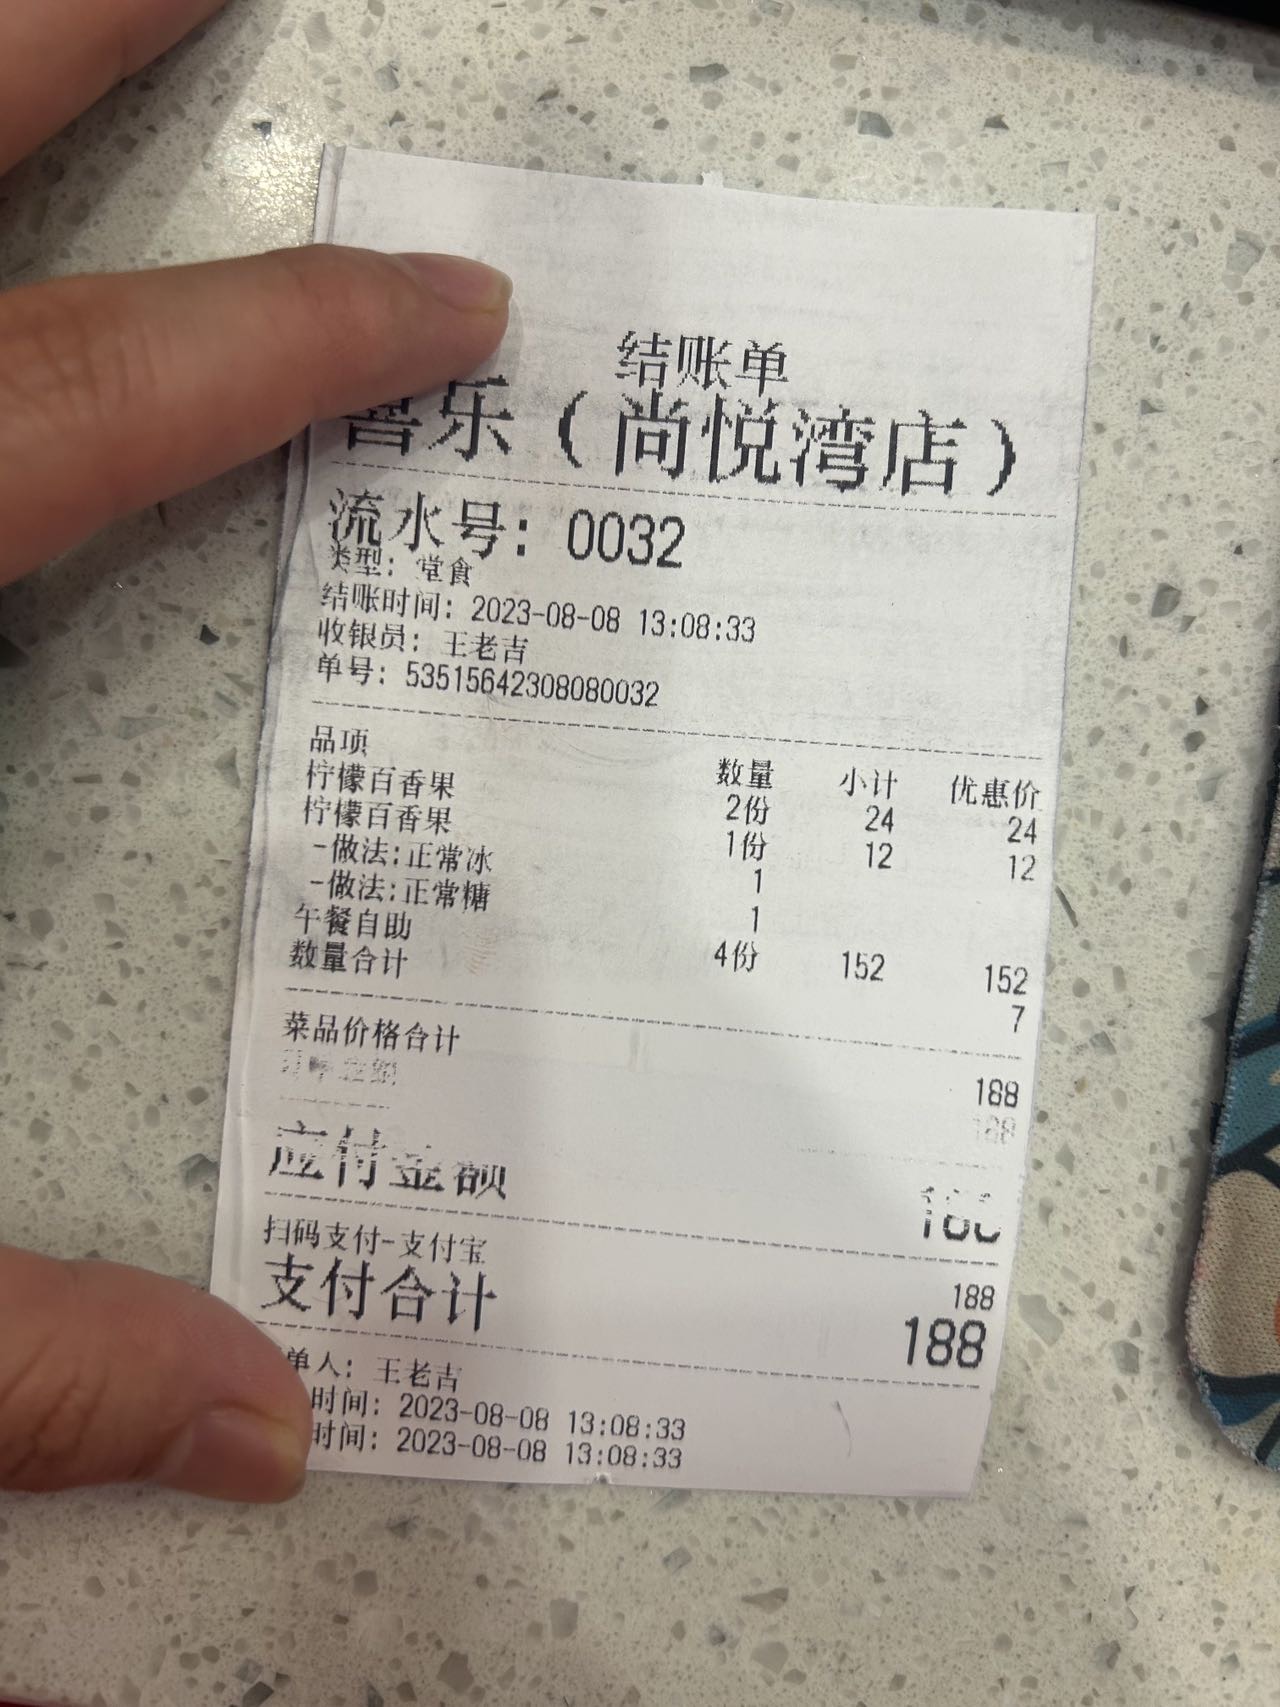 结账单
乐（尚悦湾店）
流水号: 0032
类型: 堂食
结账时间: 2023-08-08 13:08:33
收银员: 王老吉
单号: 53515642308080032
品项 数量 小计 优惠价
柠檬百香果 2份 24 24
柠檬百香果 1份 12 12
-做法:正常冰 1
-做法:正常糖 1
午餐自助 4份 152 152
数量合计 7
菜品价格合计 188
188
应付金额 188
扫码支付-支付宝 188
支付合计 188
单人: 王老吉
时间: 2023-08-08 13:08:33
时间: 2023-08-08 13:08:33